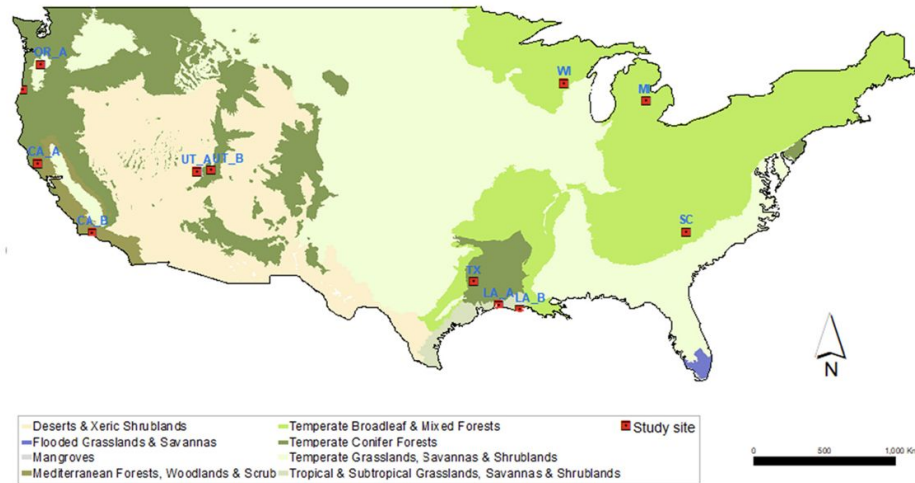 OR_A
WI
MI
CA_A
UT_A UT_B
CA_B
SC
TX
LA_A
LA_B
N
Deserts & Xeric Shrublands
Flooded Grasslands & Savannas
Mangroves
Mediterranean Forests, Woodlands & Scrub
Temperate Broadleaf & Mixed Forests
Temperate Conifer Forests
Temperate Grasslands, Savannas & Shrublands
Tropical & Subtropical Grasslands, Savannas & Shrublands
Study site
0 500 1,000